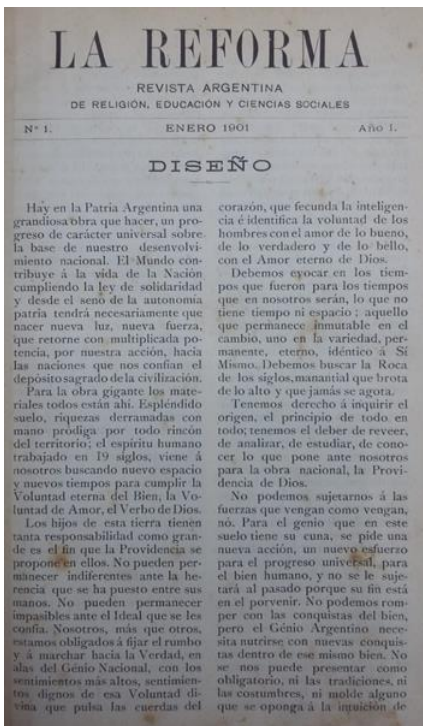 LA REFORMA
REVISTA ARGENTINA
DE RELIGIÓN, EDUCACIÓN Y CIENCIAS SOCIALES
Nº 1. ENERO 1901 Año 1.
DISEÑO
Hay en la Patria Argentina una
grandiosa obra que hacer, un pro-
greso de carácter universal sobre
la base de nuestro desenvolvi-
miento nacional. El Mundo con-
tribuye á la vida de la Nación
cumpliendo la ley de solidaridad
y desde el seno de la autonomía
patria tendrá necesariamente que
nacer nueva luz, nueva fuerza,
que retorne con multiplicada po-
tencia, por nuestra acción, hacia
las naciones que nos confían el
depósito sagrado de la civilización.
Para la obra gigante los mate-
riales todos están ahí. Espléndido
suelo, riquezas derramadas con
mano pródiga por todo rincón
del territorio; el espíritu humano
trabajado en 19 siglos, viene á
nosotros buscando nuevo espacio
y nuevos tiempos para cumplir la
Voluntad eterna del Bien, la Vo-
luntad de Amor, el Verbo de Dios.
Los hijos de esta tierra tienen
tanta responsabilidad como gran-
de es el fin que la Providencia se
propone en ellos. No pueden per-
manecer indiferentes ante la he-
rencia que se ha puesto entre sus
manos. No pueden permanecer
impasibles ante el Ideal que se les
confia. Nosotros, más que otros,
estamos obligados á fijar el rumbo
y á marchar hacia la Verdad, en
alas del Génio Nacional, con los
sentimientos más altos, sentimien-
tos dignos de esa Voluntad di-
vina que pulsa las cuerdas del
corazón, que fecunda la inteligen-
cia é identifica la voluntad de los
hombres con el amor de lo bueno,
de lo verdadero y de lo bello,
con el Amor eterno de Dios.
Debemos evocar en los tiem-
pos que fueron para los tiempos
que en nosotros serán, lo que no
tiene tiempo ni espacio; aquello
que permanece inmutable en el
cambio, uno en la variedad, per-
manente, eterno, idéntico á Sí
Mismo. Debemos buscar la Roca
de los siglos, manantial que brota
de lo alto y que jamás se agota.
Tenemos derecho á inquirir el
origen, el principio de todo en
todo; tenemos el deber de reveer,
de analizar, de estudiar, de cono-
cer lo que pone ante nosotros
para la obra nacional, la Provi-
dencia de Dios.
No podemos sujetarnos á las
fuerzas que vengan como vengan,
nó. Para el genio que en este
suelo tiene su cuna, se pide una
nueva acción, un nuevo esfuerzo
para el progreso universal, para
el bien humano, y no se le suje-
tará al pasado porque su fin está
en el porvenir. No podemos rom-
per con las conquistas del bien,
pero el Génio Argentino nece-
sita nutrirse con nuevas conquis-
tas dentro de ese mismo bien. No
se nos puede presentar como
obligatorio, ni las tradiciones, ni
las costumbres, ni molde alguno
que se oponga á la intuición de